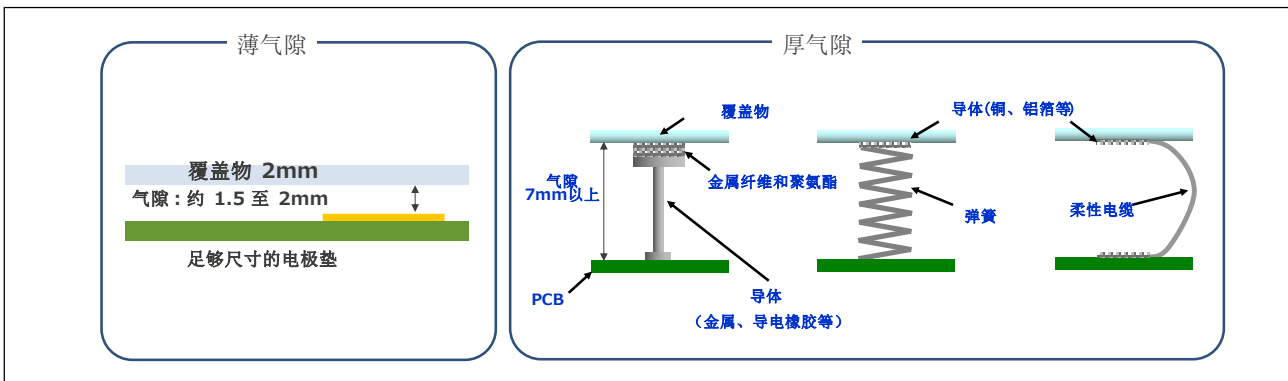 薄气隙
覆盖物 2mm
气隙：约 1.5 至 2mm
足够尺寸的电极垫
厚气隙
覆盖物
气隙
7mm以上
金属纤维和聚氨酯
PCB
导体
（金属、导电橡胶等）
导体(铜、铝箔等)
弹簧
柔性电缆